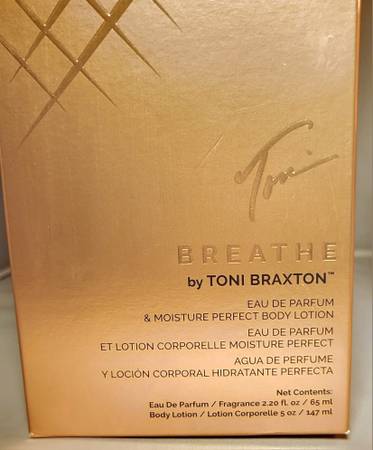 Toni
BREATHE
by TONI BRAXTON™
EAU DE PARFUM
& MOISTURE PERFECT BODY LOTION
EAU DE PARFUM
ET LOTION CORPORELLE MOISTURE PERFECT
AGUA DE PERFUME
Y LOCIÓN CORPORAL HIDRATANTE PERFECTA
Net Contents:
Eau De Parfum / Fragrance 2.20 fl. oz / 65 ml
Body Lotion / Lotion Corporelle 5 oz / 147 ml